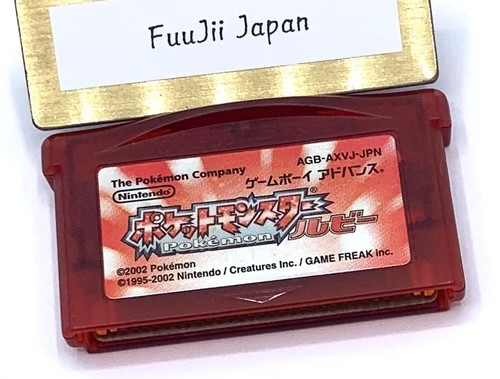 FuuJii Japan
The Pokémon Company
AGB-AXVJ-JPN
Nintendo®
ゲームボーイ アドバンス®
ポケットモンスター®
Pokémon ルビー
©2002 Pokémon
©1995-2002 Nintendo / Creatures Inc. / GAME FREAK inc.